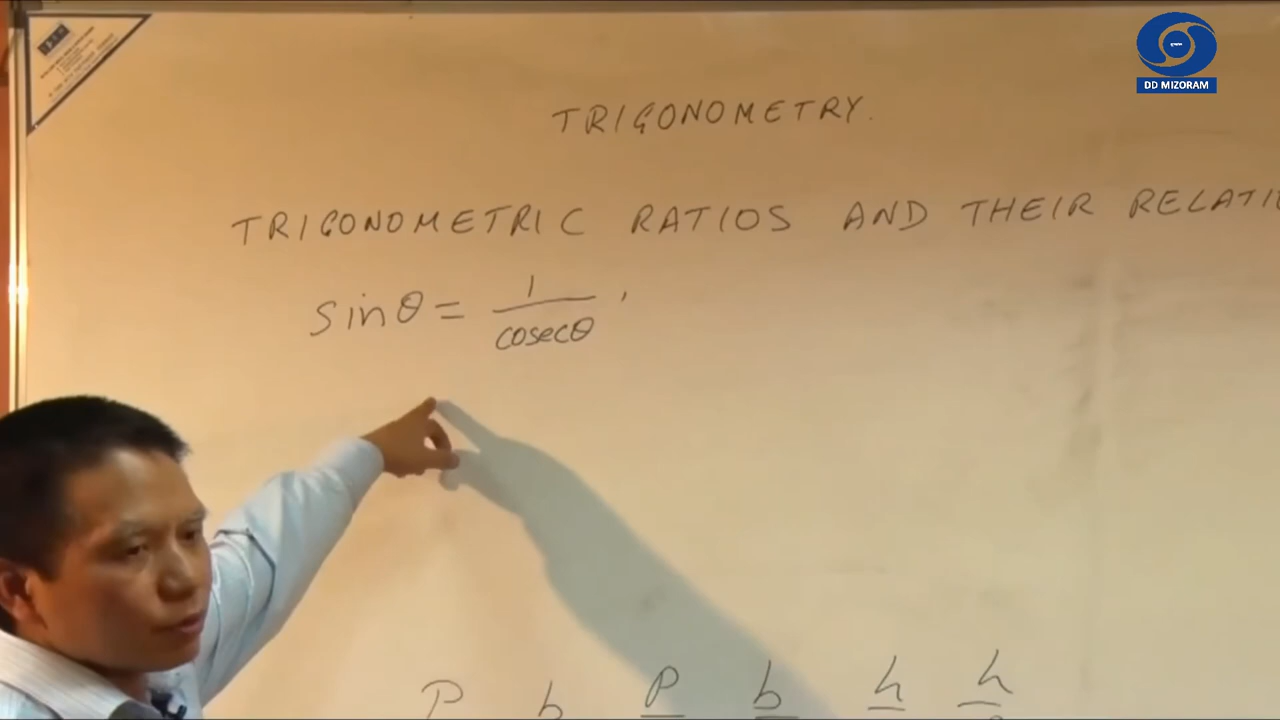 DD MIZORAM
TRIGONOMETRY.
TRIGONOMETRIC RATIOS AND THEIR RELATI
sinθ = 1/cosecθ ,
P b P b h h